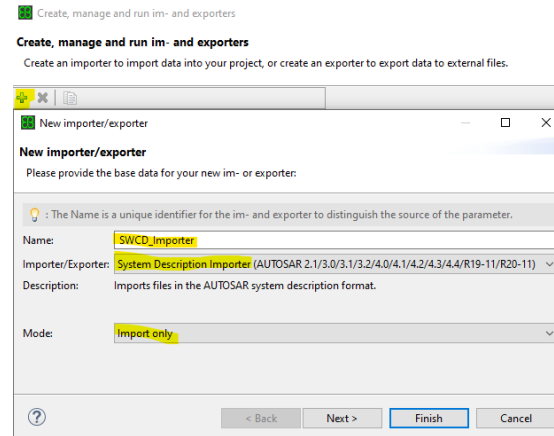 Create, manage and run im- and exporters
Create, manage and run im- and exporters
Create an importer to import data into your project, or create an exporter to export data to external files.
New importer/exporter
New importer/exporter
Please provide the base data for your new im- or exporter:
: The Name is a unique identifier for the im- and exporter to distinguish the source of the parameter.
Name: SWCD_Importer
Importer/Exporter: System Description Importer (AUTOSAR 2.1/3.0/3.1/3.2/4.0/4.1/4.2/4.3/4.4/R19-11/R20-11)
Description: Imports files in the AUTOSAR system description format.
Mode: Import only
< Back Next > Finish Cancel